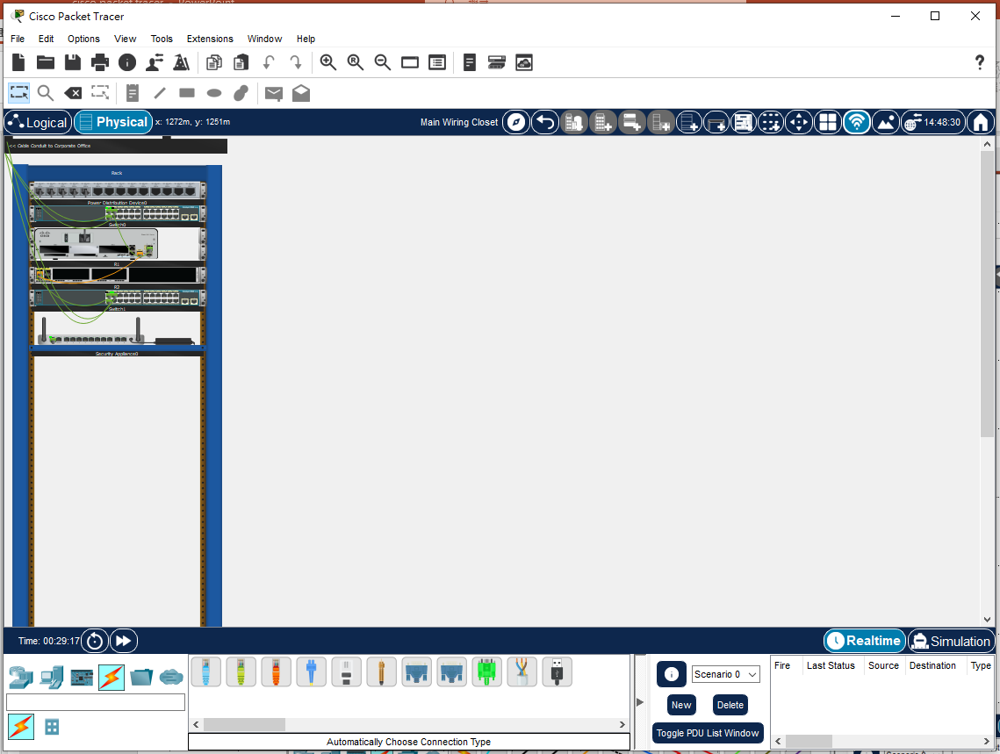 Cisco Packet Tracer
File Edit Options View Tools Extensions Window Help
Logical Physical x: 1272m, y: 1251m Main Wiring Closet 14:48:30
<< Cable Conduit to Corporate Office
Rack
Power Distribution Device0
Switch0
R1
R2
Switch1
Security Appliance0
Time: 00:29:17 Realtime Simulation
Scenario 0 Fire Last Status Source Destination Type
New Delete
Toggle PDU List Window
Automatically Choose Connection Type